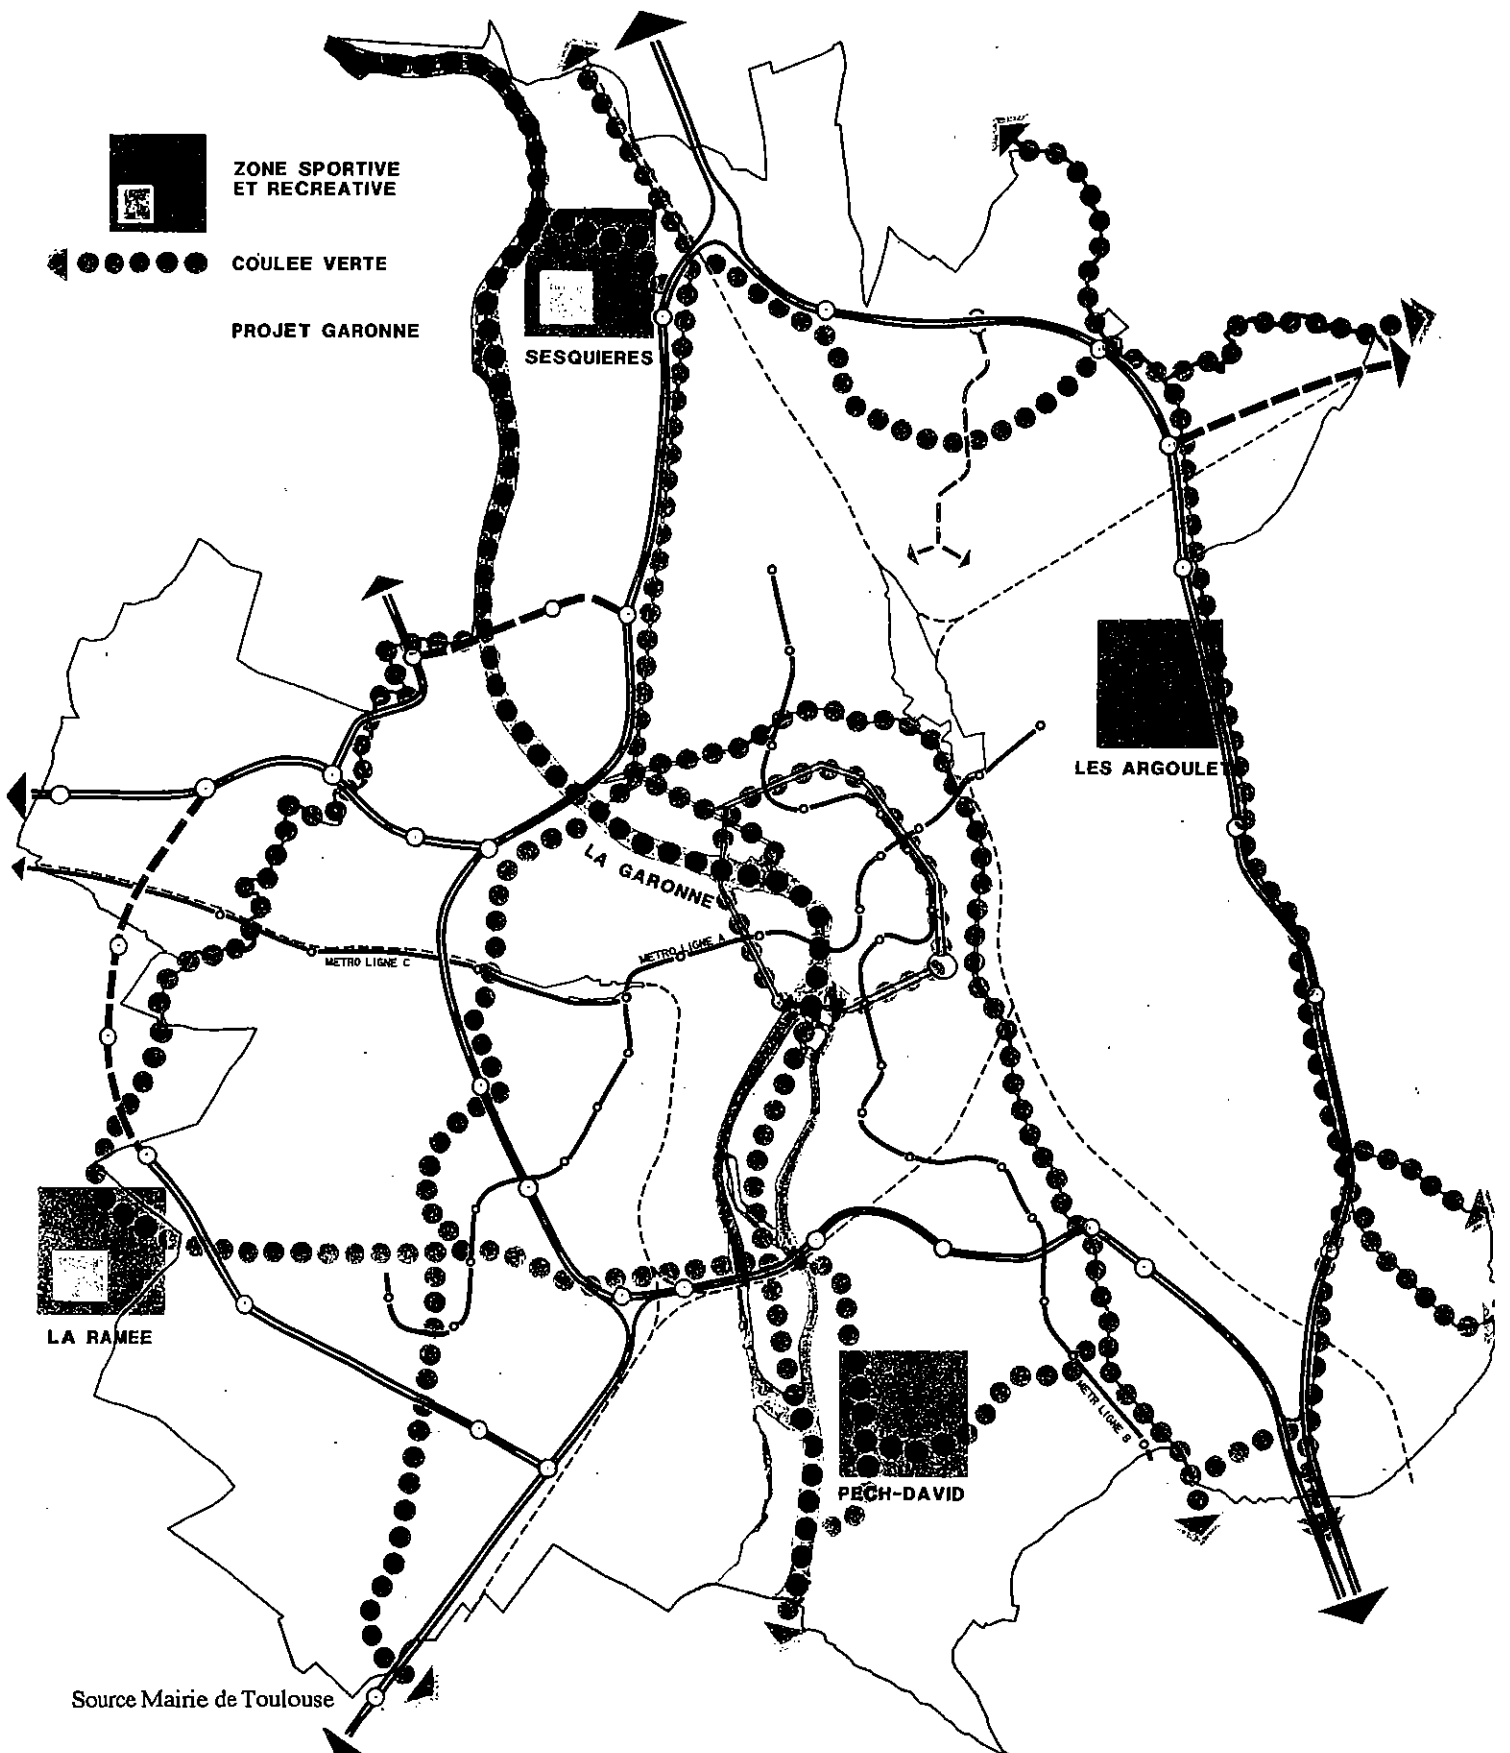 ZONE SPORTIVE
ET RECREATIVE
COULEE VERTE
PROJET GARONNE
SESQUIERES
LES ARGOULET
LA GARONNE
METRO LIGNE A
METRO LIGNE C
LA RAMEE
METR LIGNE B
PECH-DAVID
Source Mairie de Toulouse